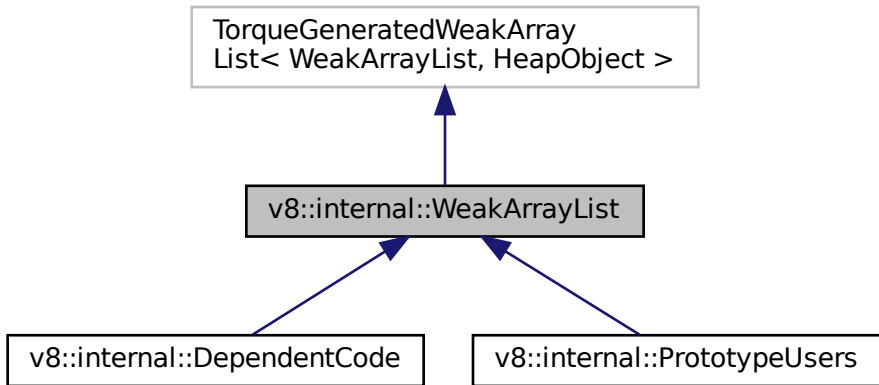 TorqueGeneratedWeakArray
List< WeakArrayList, HeapObject >
v8::internal::WeakArrayList
v8::internal::DependentCode
v8::internal::PrototypeUsers